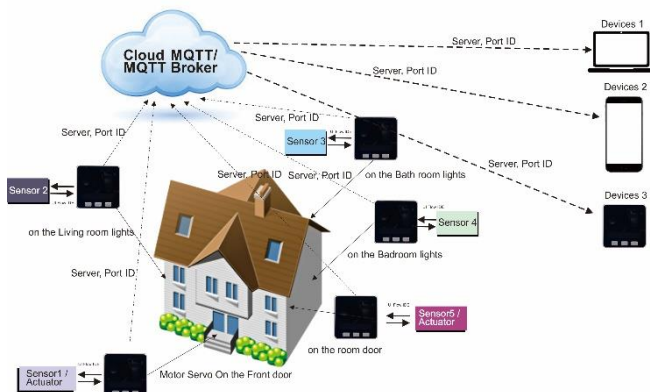 Devices 1
Server, Port ID
Cloud MQTT/
MQTT Broker
Server, Port ID
Devices 2
Server, Port ID
Server, Port ID
Sensor 3
Server, Port ID
Sensor 2
Server, Port ID
Server, Port ID
on the Bath room lights
Devices 3
Sensor 4
on the Living room lights
on the Badroom lights
Server, Port ID
Sensor5 /
Actuator
on the room door
Sensor1 /
Actuator
Motor Servo On the Front door